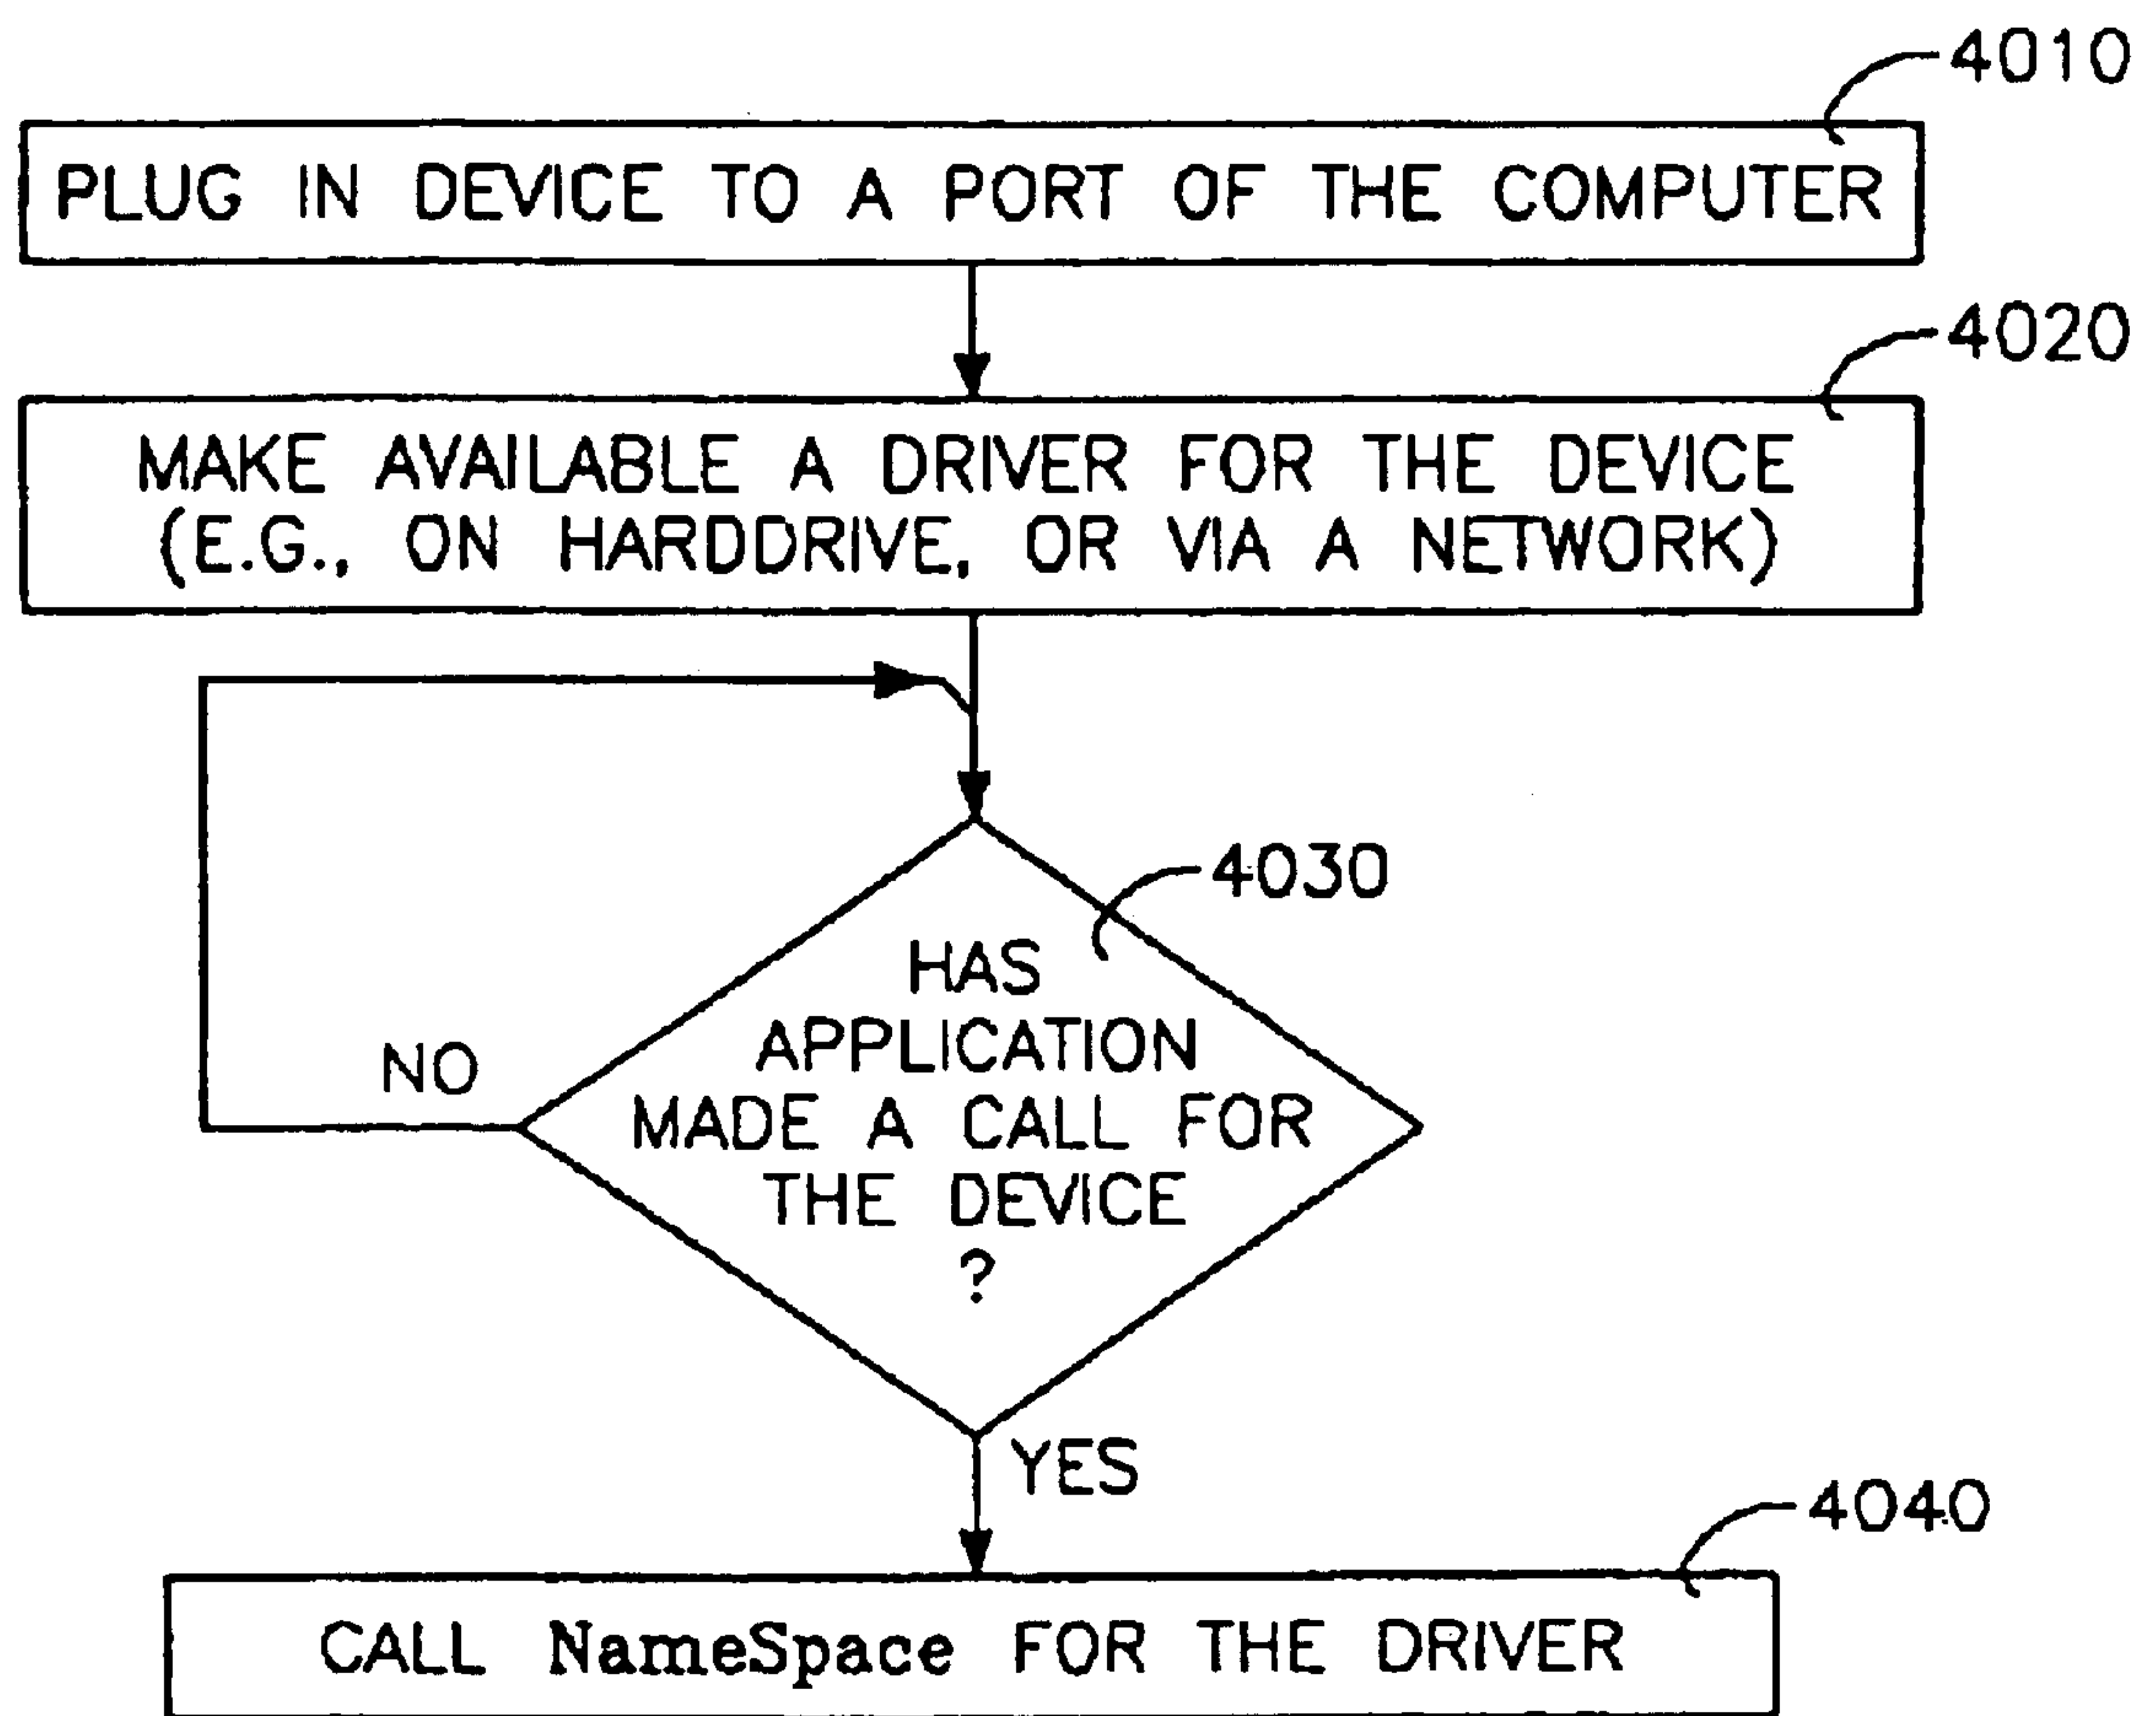 4010
PLUG IN DEVICE TO A PORT OF THE COMPUTER
4020
MAKE AVAILABLE A DRIVER FOR THE DEVICE
(E.G., ON HARDDRIVE, OR VIA A NETWORK)
4030
HAS
APPLICATION
MADE A CALL FOR
THE DEVICE
?
NO
YES
4040
CALL NameSpace FOR THE DRIVER